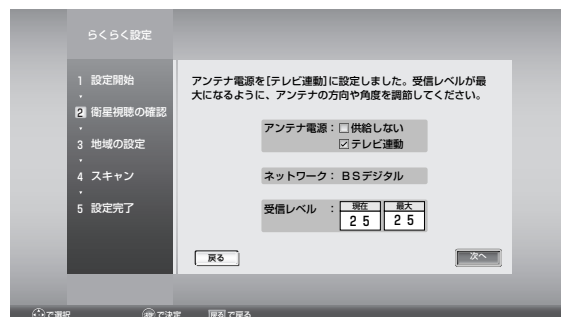 らくらく設定
1 設定開始
2 衛星視聴の確認
3 地域の設定
4 スキャン
5 設定完了
アンテナ電源を[テレビ連動]に設定しました。受信レベルが最
大になるように、アンテナの方向や角度を調節してください。
アンテナ電源：□供給しない
☑テレビ連動
ネットワーク：BSデジタル
受信レベル ： 現在 最大
25 25
戻る 次へ
で選択 決定 で決定 戻る で戻る